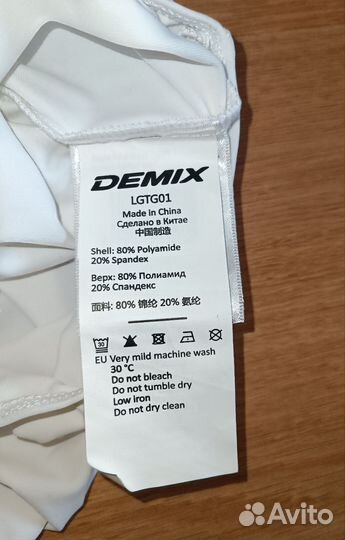 DEMIX
LGTG01
Made in China
Сделано в Китае
中国制造
Shell: 80% Polyamide
20% Spandex
Верх: 80% Полиамид
20% Спандекс
面料: 80% 锦纶 20% 氨纶
30
EU Very mild machine wash
30 °C
Do not bleach
Do not tumble dry
Low iron
Do not dry clean
Avito